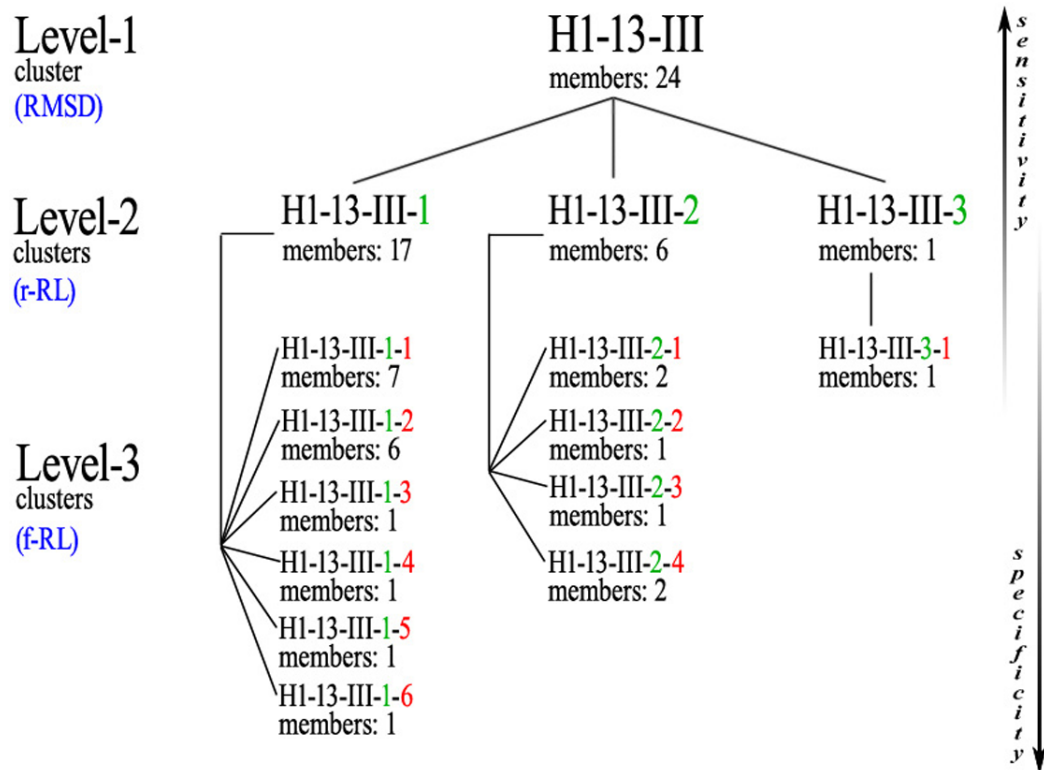 Level-1
cluster
(RMSD)
H1-13-III
members: 24
Level-2
clusters
(r-RL)
H1-13-III-1
members: 17
H1-13-III-2
members: 6
H1-13-III-3
members: 1
Level-3
clusters
(f-RL)
H1-13-III-1-1
members: 7
H1-13-III-1-2
members: 6
H1-13-III-1-3
members: 1
H1-13-III-1-4
members: 1
H1-13-III-1-5
members: 1
H1-13-III-1-6
members: 1
H1-13-III-2-1
members: 2
H1-13-III-2-2
members: 1
H1-13-III-2-3
members: 1
H1-13-III-2-4
members: 2
H1-13-III-3-1
members: 1
sensitivity
specificity